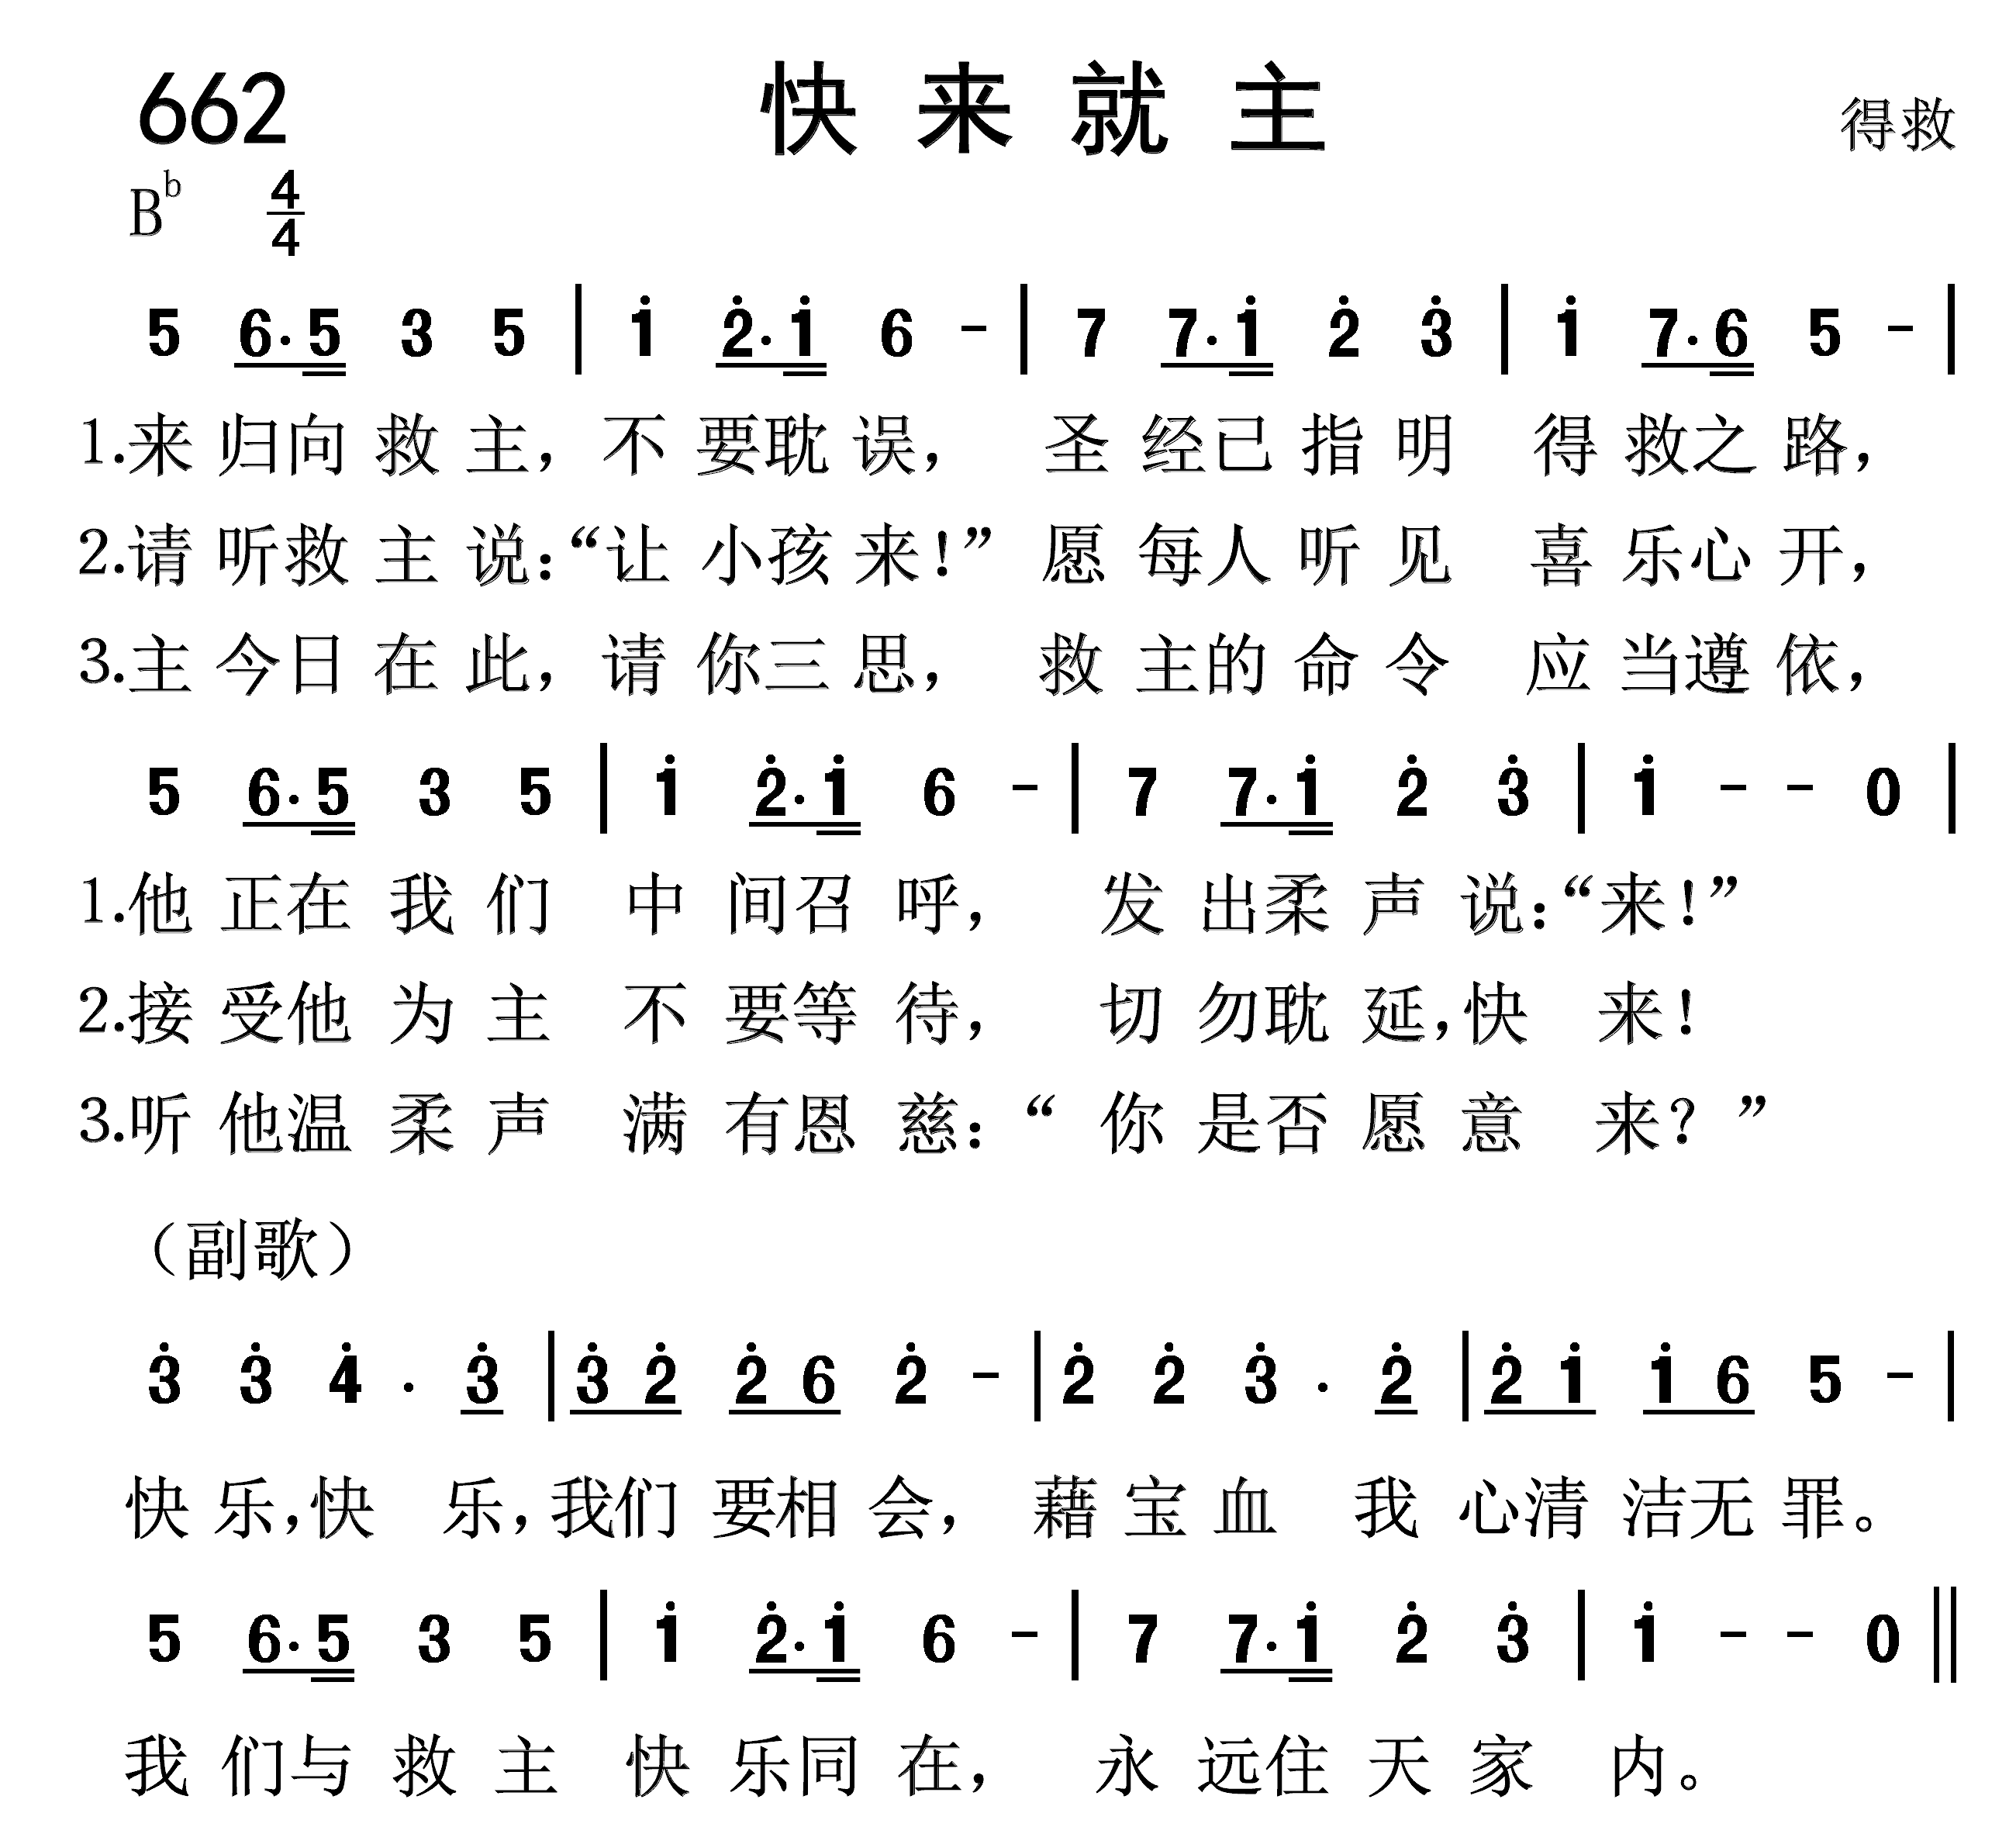 662 快来就主 得救
B♭ 4/4
5 6·5 3 5 | i 2̇·i 6 - | 7 7·i 2̇ 3̇ | i 7·6 5 - |
1.来归向救主，不要耽误，圣经已指明得救之路，
2.请听救主说：“让小孩来！”愿每人听见喜乐心开，
3.主今日在此，请你三思，救主的命令应当遵依，
5 6·5 3 5 | i 2̇·i 6 - | 7 7·i 2̇ 3̇ | i - - 0 |
1.他正在我们中间召呼，发出柔声说：“来！”
2.接受他为主不要等待，切勿耽延，快来！
3.听他温柔声满有恩慈：“你是否愿意来？”
（副歌）
3̇ 3̇ 4̇ · 3̇ | 3̇ 2̇ 2̇ 6 2̇ - | 2̇ 2̇ 3̇ · 2̇ | 2̇ i i 6 5 - |
快乐，快乐，我们要相会，藉宝血我心清洁无罪。
5 6·5 3 5 | i 2̇·i 6 - | 7 7·i 2̇ 3̇ | i - - 0 ‖
我们与救主快乐同在，永远住天家内。